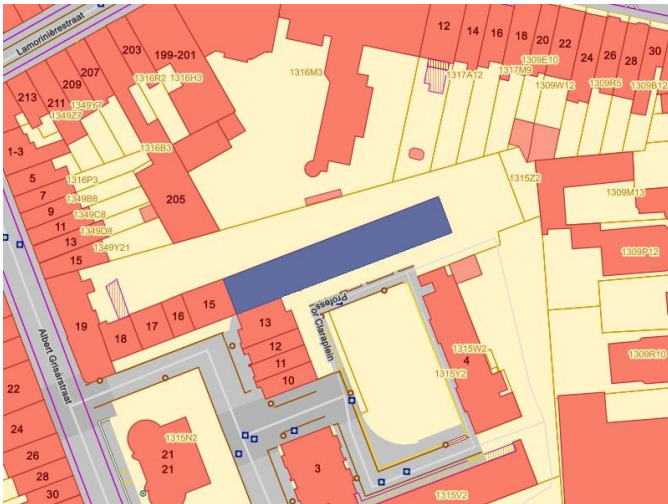 Lamorinièrestraat
203
199-201
1316R2
1316H3
1316M3
12
14
16
18
20
22
24
26
28
30
1309E10
1317A12
1317M9
1309W12
1309R5
1309B12
207
209
211
213
1349Y7
1349Z7
1-3
5
7
9
11
13
15
1316P3
1349B8
1349C8
1349D8
1349Y21
1316B3
205
1315Z2
1309M13
1309P12
1309R10
19
18
17
16
15
13
12
11
10
Professor Claraplein
Albert Grisarstraat
1315W2
4
1315Y2
1315N2
21
21
3
1315V2
22
24
26
28
30